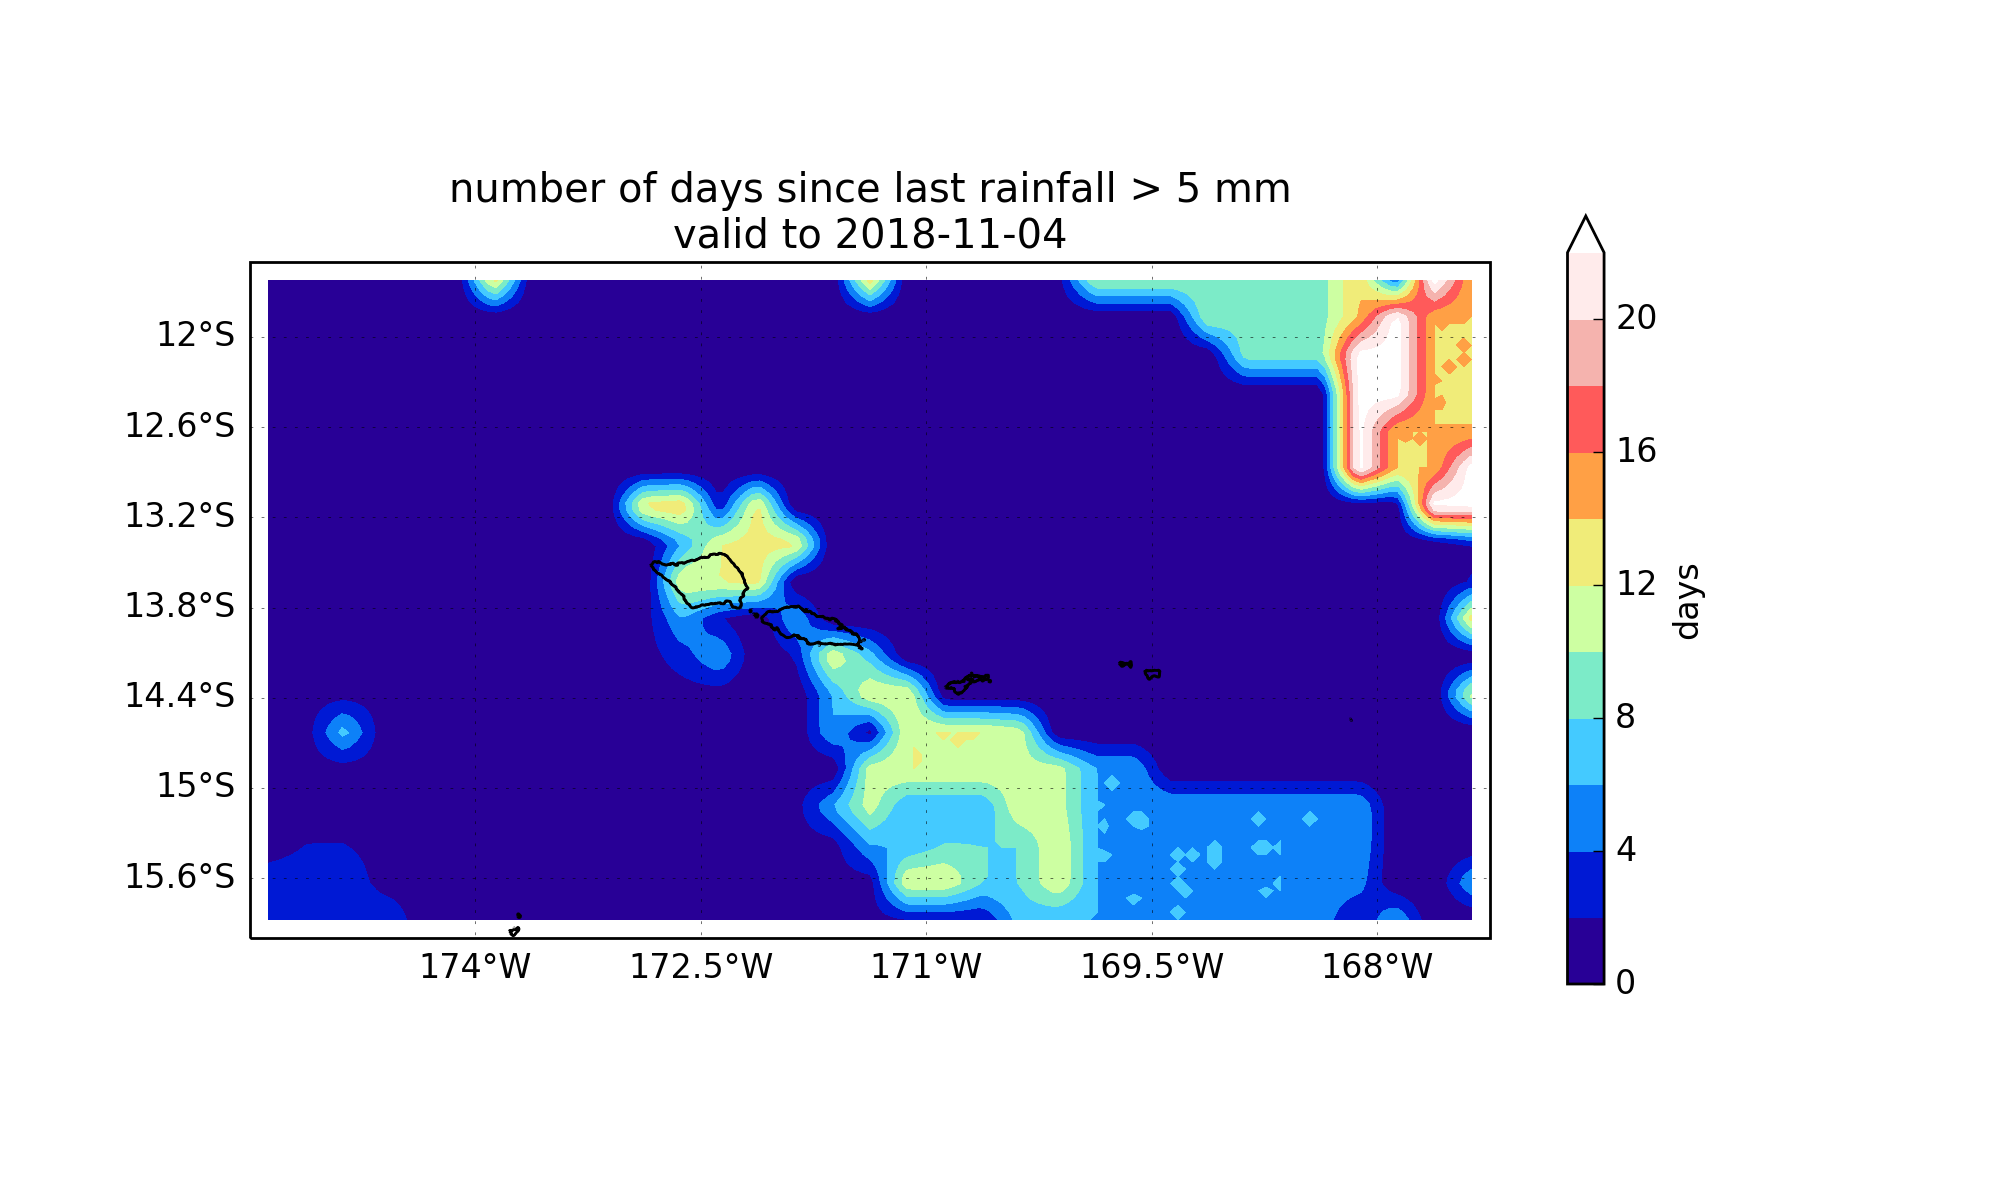 number of days since last rainfall > 5 mm
valid to 2018-11-04
12°S
12.6°S
13.2°S
13.8°S
14.4°S
15°S
15.6°S
174°W
172.5°W
171°W
169.5°W
168°W
20
16
12
8
4
0
days